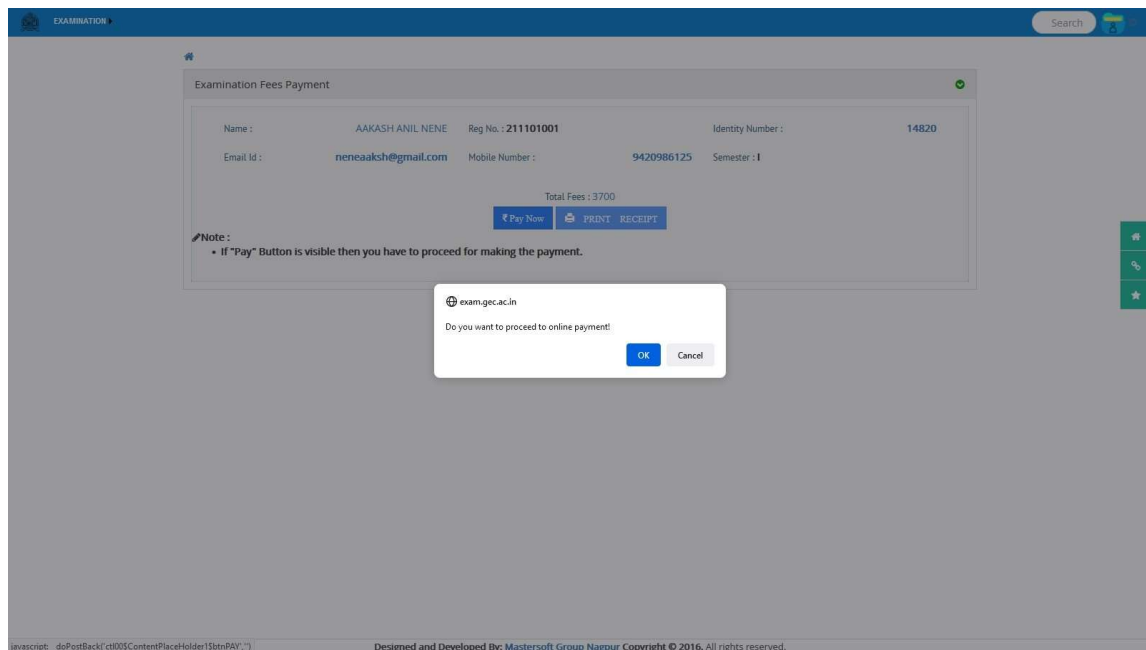 EXAMINATION
Search
Examination Fees Payment
Name : AAKASH ANIL NENE Reg No. : 211101001 Identity Number : 14820
Email Id : neneaaksh@gmail.com Mobile Number : 9420986125 Semester : I
Total Fees : 3700
₹ Pay Now PRINT RECEIPT
Note :
• If "Pay" Button is visible then you have to proceed for making the payment.
exam.gec.ac.in
Do you want to proceed to online payment!
OK Cancel
javascript:__doPostBack('ctl00$ContentPlaceHolder1$btnPAY','') Designed and Developed By: Mastersoft Group Nagpur Copyright © 2016. All rights reserved.